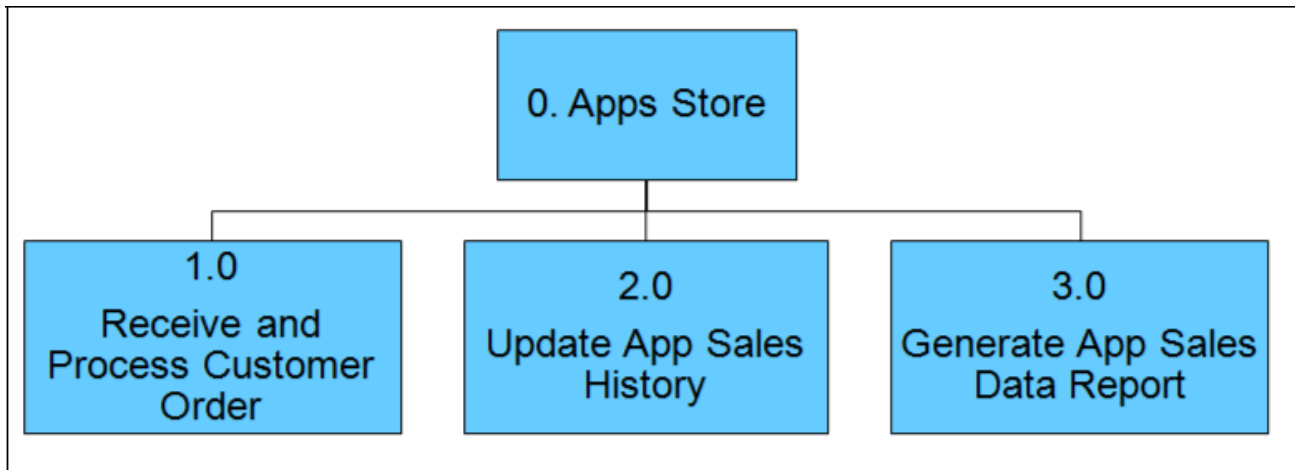 0. Apps Store
1.0
Receive and
Process Customer
Order
2.0
Update App Sales
History
3.0
Generate App Sales
Data Report